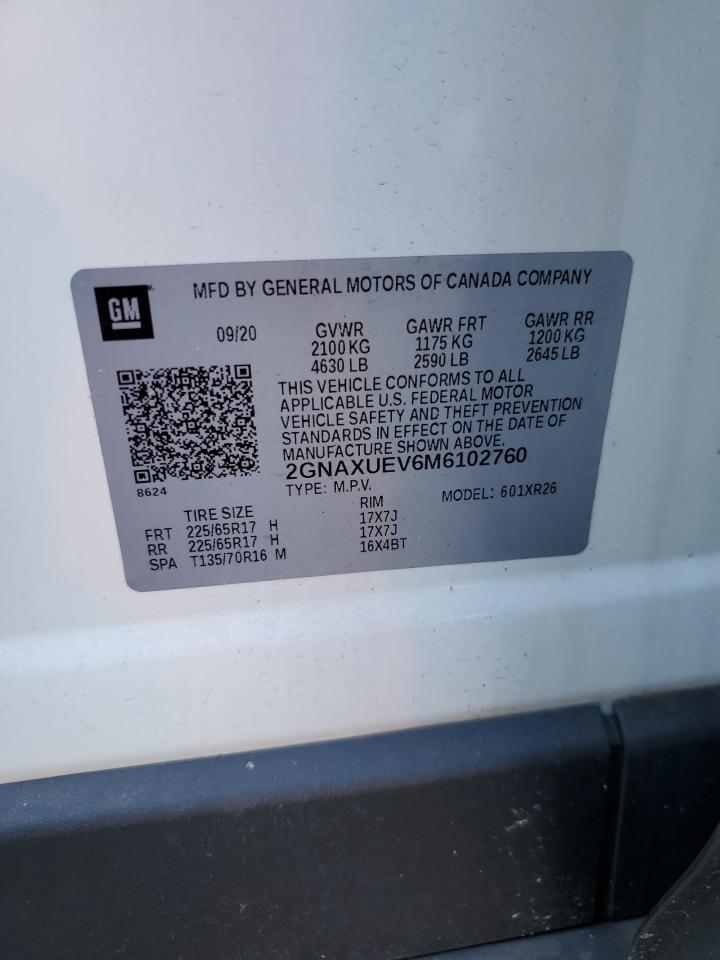 GM
MFD BY GENERAL MOTORS OF CANADA COMPANY
09/20 GVWR GAWR FRT GAWR RR
2100 KG 1175 KG 1200 KG
4630 LB 2590 LB 2645 LB
THIS VEHICLE CONFORMS TO ALL
APPLICABLE U.S. FEDERAL MOTOR
VEHICLE SAFETY AND THEFT PREVENTION
STANDARDS IN EFFECT ON THE DATE OF
MANUFACTURE SHOWN ABOVE.
2GNAXUEV6M6102760
8624 TYPE: M.P.V. MODEL: 601XR26
TIRE SIZE RIM
FRT 225/65R17 H 17X7J
RR 225/65R17 H 17X7J
SPA T135/70R16 M 16X4BT